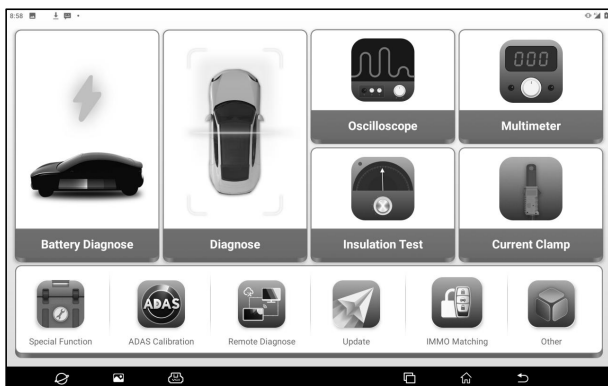 8:58
000
Oscilloscope
Multimeter
Battery Diagnose
Diagnose
Insulation Test
Current Clamp
ADAS
Special Function
ADAS Calibration
Remote Diagnose
Update
IMMO Matching
Other